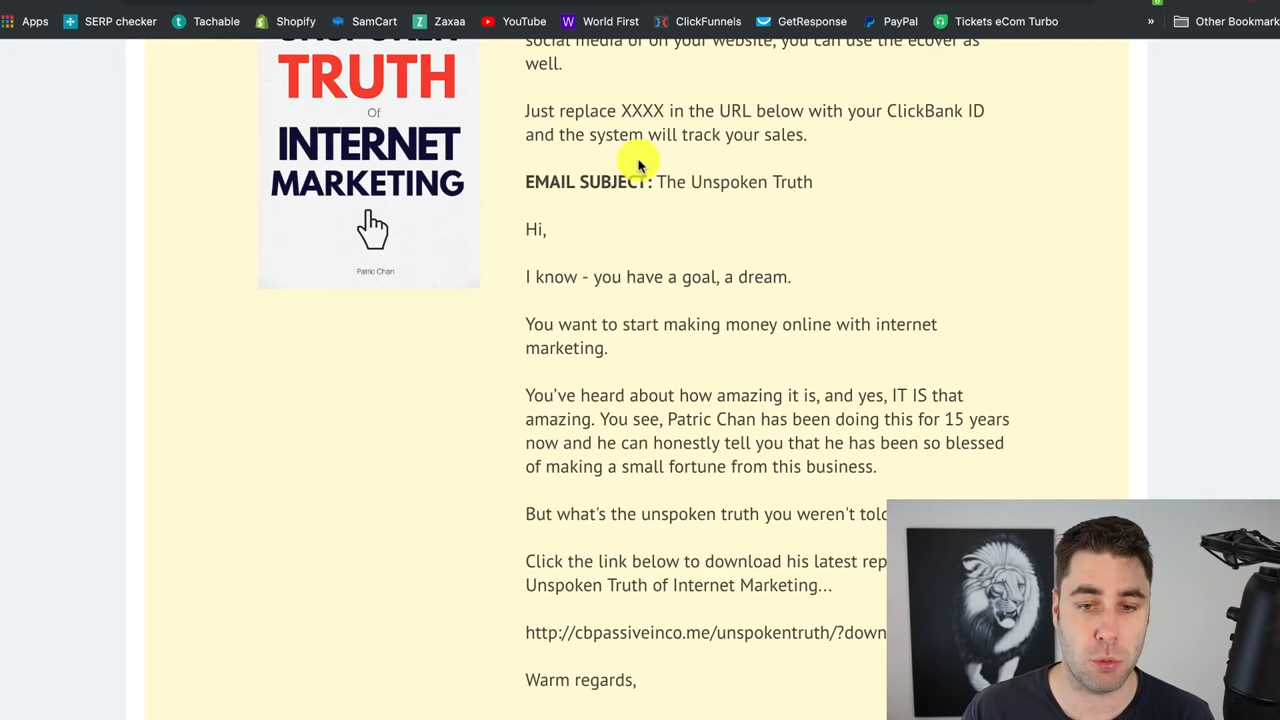 Apps SERP checker Tachable Shopify SamCart Zaxaa YouTube World First ClickFunnels GetResponse PayPal Tickets eCom Turbo » Other Bookmark
UNSPOKEN
TRUTH
Of
INTERNET
MARKETING
Patric Chan
social media or on your website, you can use the ecover as
well.
Just replace XXXX in the URL below with your ClickBank ID
and the system will track your sales.
EMAIL SUBJECT: The Unspoken Truth
Hi,
I know - you have a goal, a dream.
You want to start making money online with internet
marketing.
You’ve heard about how amazing it is, and yes, IT IS that
amazing. You see, Patric Chan has been doing this for 15 years
now and he can honestly tell you that he has been so blessed
of making a small fortune from this business.
But what's the unspoken truth you weren't told
Click the link below to download his latest rep
Unspoken Truth of Internet Marketing...
http://cbpassiveinco.me/unspokentruth/?down
Warm regards,